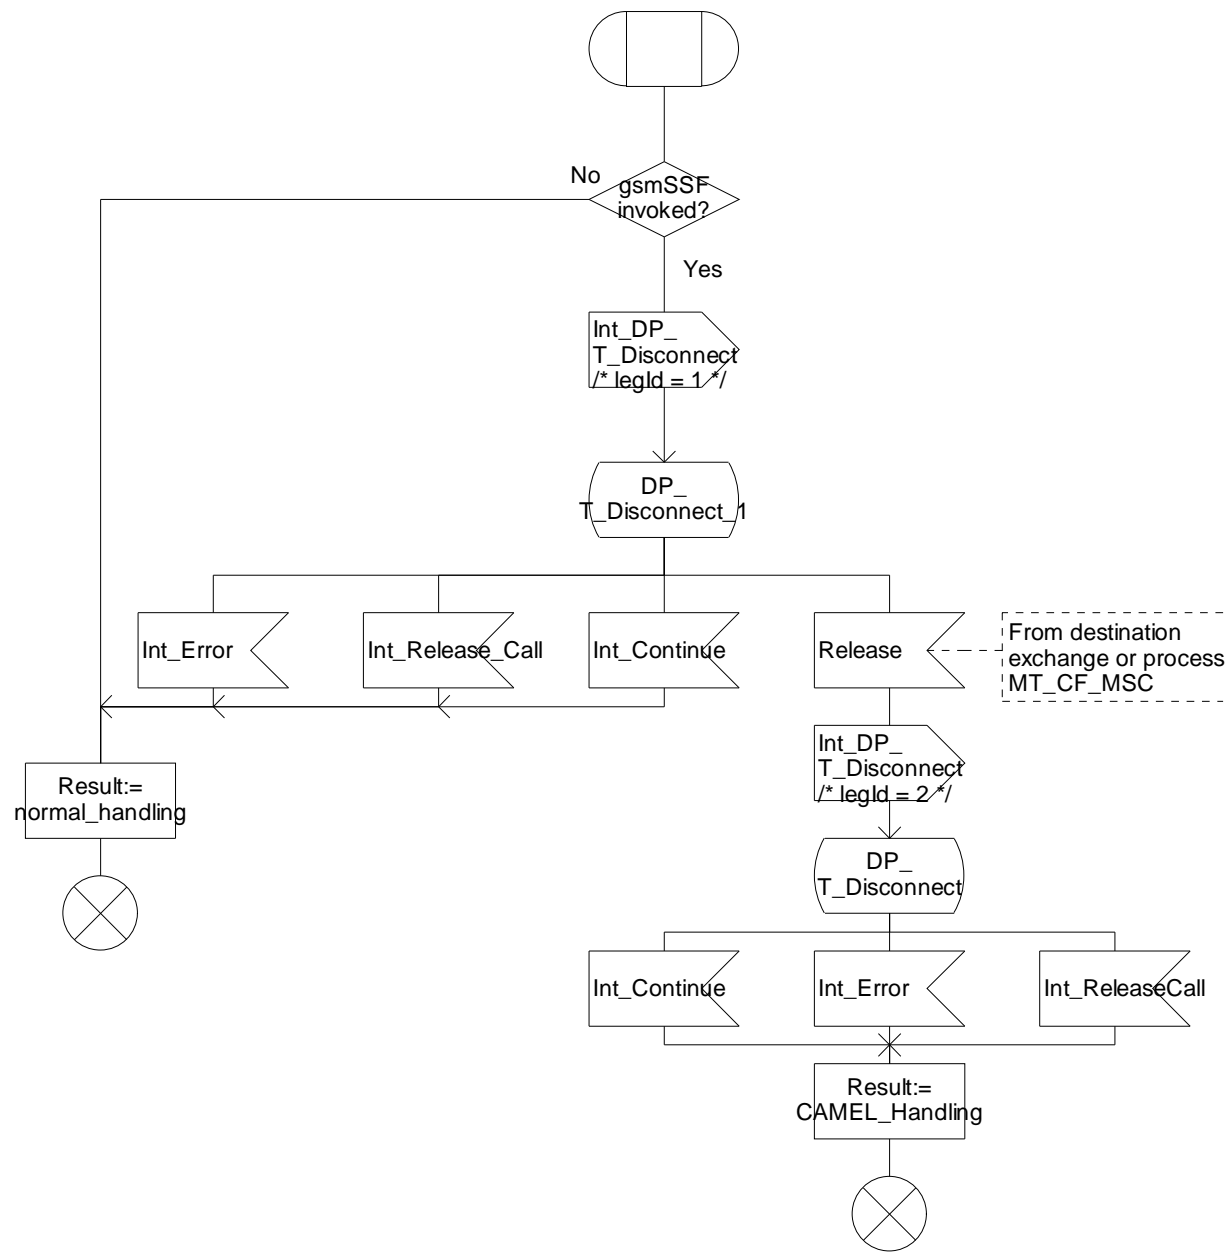 No
gsmSSF
invoked?
Yes
Int_DP_
T_Disconnect
/* legId = 1 */
DP_
T_Disconnect_1
Int_Error
Int_Release_Call
Int_Continue
Release
From destination
exchange or process
MT_CF_MSC
Int_DP_
T_Disconnect
/* legId = 2 */
Result:=
normal_handling
DP_
T_Disconnect
Int_Continue
Int_Error
Int_ReleaseCall
Result:=
CAMEL_Handling